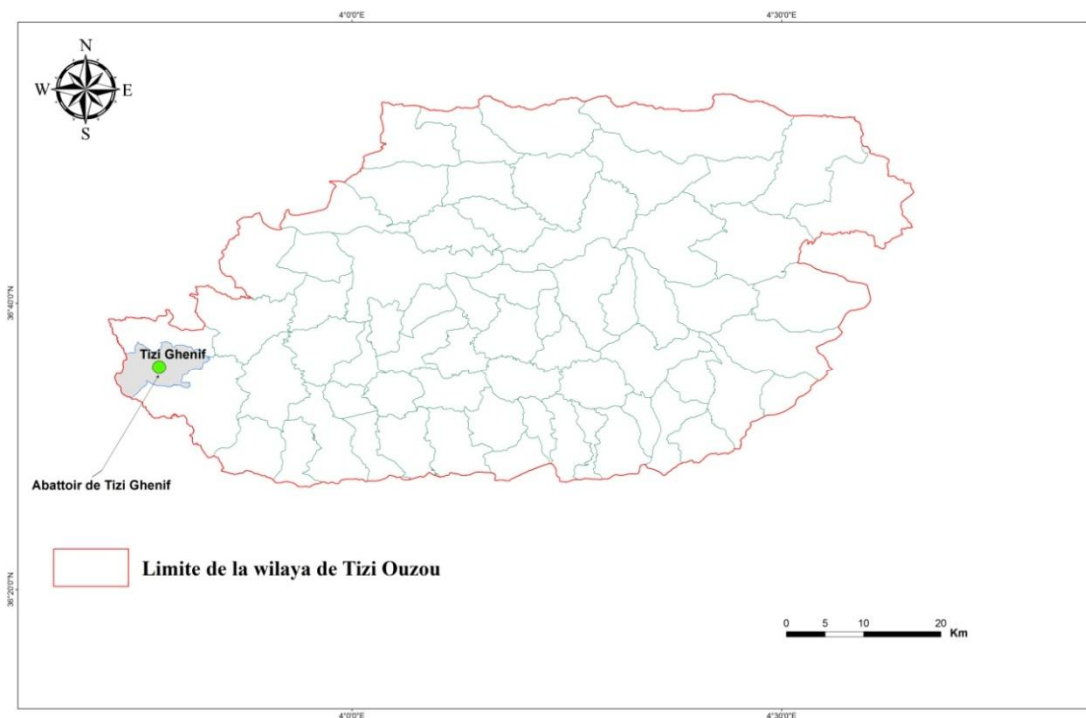 4°0'0"E
4°30'0"E
N
W
E
S
36°40'0"N
Tizi Ghenif
Abattoir de Tizi Ghenif
Limite de la wilaya de Tizi Ouzou
36°20'0"N
0 5 10 20
Km
4°0'0"E
4°30'0"E